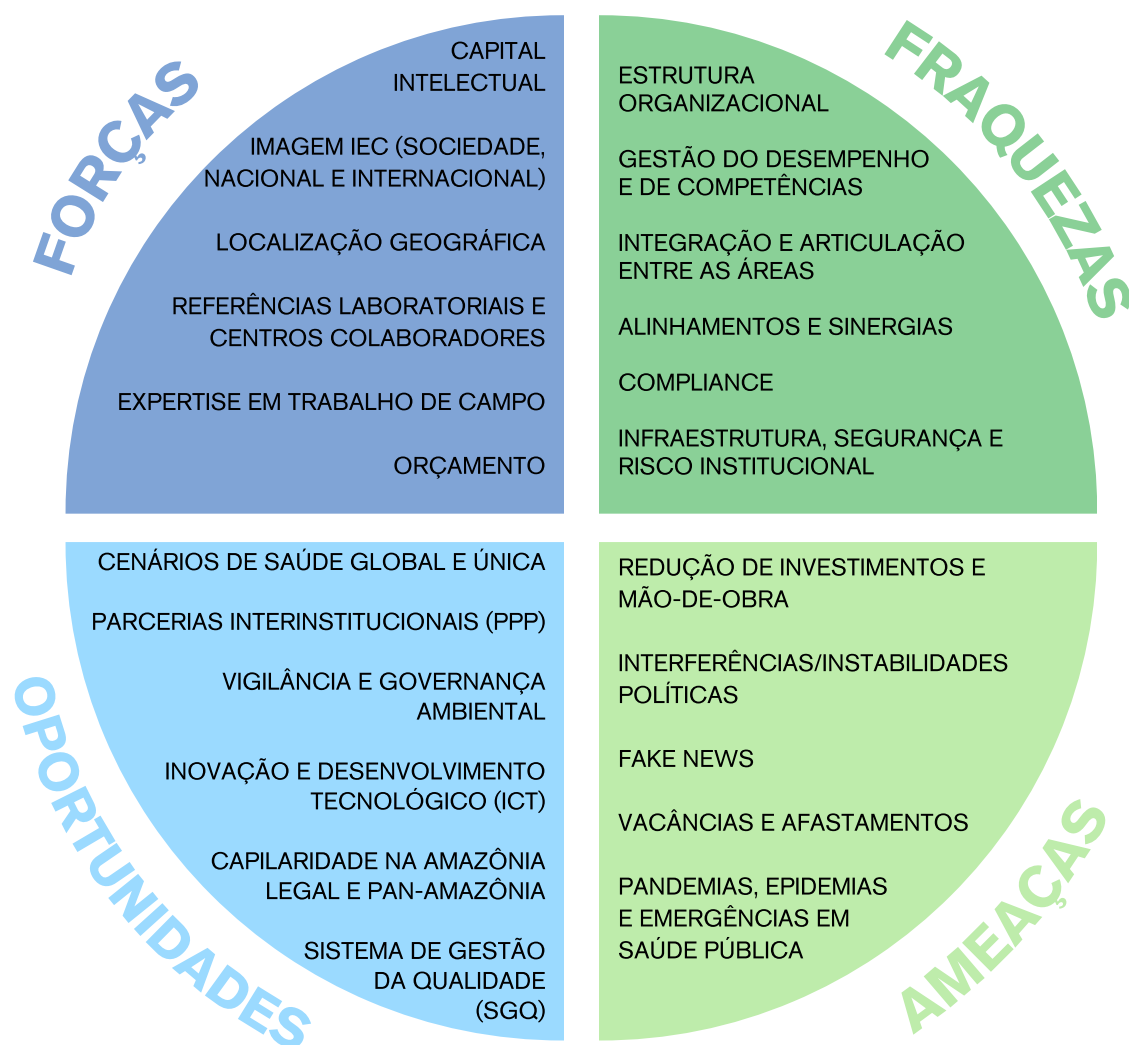 FORÇAS
CAPITAL
INTELECTUAL
IMAGEM IEC (SOCIEDADE,
NACIONAL E INTERNACIONAL)
LOCALIZAÇÃO GEOGRÁFICA
REFERÊNCIAS LABORATORIAIS E
CENTROS COLABORADORES
EXPERTISE EM TRABALHO DE CAMPO
ORÇAMENTO
FRAQUEZAS
ESTRUTURA
ORGANIZACIONAL
GESTÃO DO DESEMPENHO
E DE COMPETÊNCIAS
INTEGRAÇÃO E ARTICULAÇÃO
ENTRE AS ÁREAS
ALINHAMENTOS E SINERGIAS
COMPLIANCE
INFRAESTRUTURA, SEGURANÇA E
RISCO INSTITUCIONAL
OPORTUNIDADES
CENÁRIOS DE SAÚDE GLOBAL E ÚNICA
PARCERIAS INTERINSTITUCIONAIS (PPP)
VIGILÂNCIA E GOVERNANÇA
AMBIENTAL
INOVAÇÃO E DESENVOLVIMENTO
TECNOLÓGICO (ICT)
CAPILARIDADE NA AMAZÔNIA
LEGAL E PAN-AMAZÔNIA
SISTEMA DE GESTÃO
DA QUALIDADE
(SGQ)
AMEAÇAS
REDUÇÃO DE INVESTIMENTOS E
MÃO-DE-OBRA
INTERFERÊNCIAS/INSTABILIDADES
POLÍTICAS
FAKE NEWS
VACÂNCIAS E AFASTAMENTOS
PANDEMIAS, EPIDEMIAS
E EMERGÊNCIAS EM
SAÚDE PÚBLICA